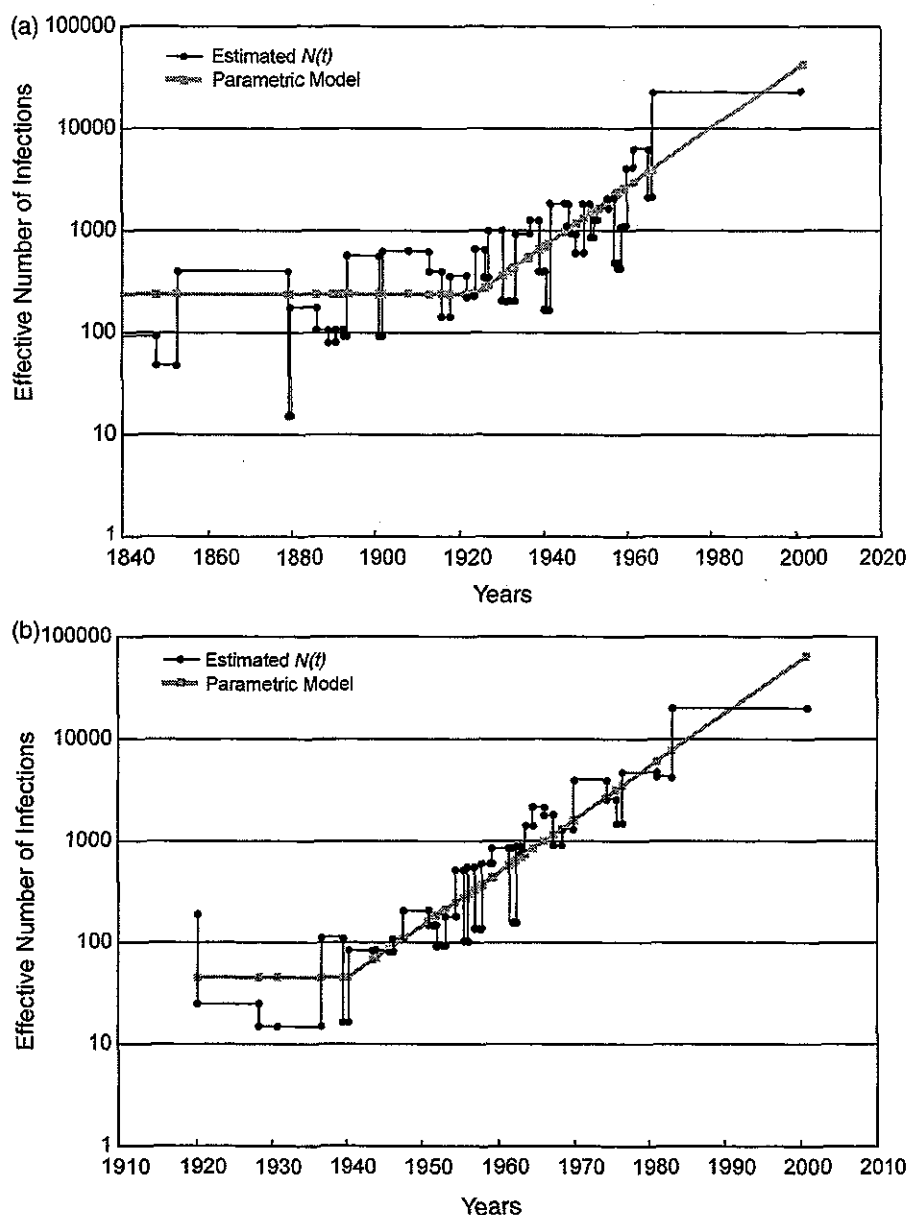 (a)
100000
10000
1000
100
10
1
Effective Number of Infections
Estimated N(t)
Parametric Model
1840 1860 1880 1900 1920 1940 1960 1980 2000 2020
Years
(b)
100000
10000
1000
100
10
1
Effective Number of Infections
Estimated N(t)
Parametric Model
1910 1920 1930 1940 1950 1960 1970 1980 1990 2000 2010
Years